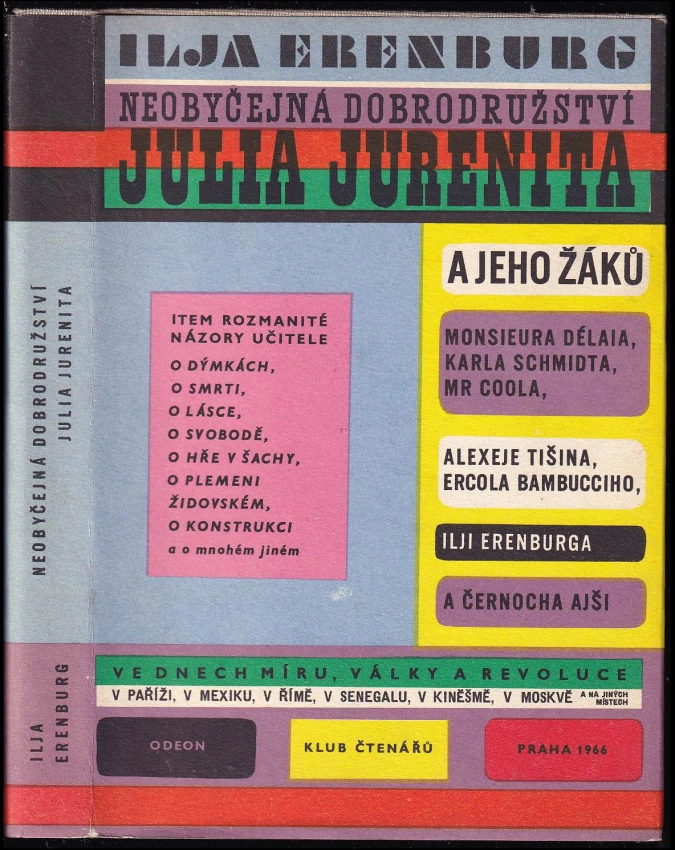 ILJA ERENBURG
NEOBYČEJNÁ DOBRODRUŽSTVÍ
JULIA JURENITA
A JEHO ŽÁKŮ
MONSIEURA DÉLAIA,
KARLA SCHMIDTA,
MR COOLA,
ALEXEJE TIŠINA,
ERCOLA BAMBUCCIHO,
ILJI ERENBURGA
A ČERNOCHA AJŠI
ITEM ROZMANITÉ
NÁZORY UČITELE
O DÝMKÁCH,
O SMRTI,
O LÁSCE,
O SVOBODĚ,
O HŘE V ŠACHY,
O PLEMENI
ŽIDOVSKÉM,
O KONSTRUKCI
a o mnohém jiném
VE DNECH MÍRU, VÁLKY A REVOLUCE
V PAŘÍŽI, V MEXIKU, V ŘÍMĚ, V SENEGALU, V KINĚŠMĚ, V MOSKVĚ A NA JINÝCH
MÍSTECH
ODEON
KLUB ČTENÁŘŮ
PRAHA 1966
ILJA
ERENBURG
NEOBYČEJNÁ DOBRODRUŽSTVÍ
JULIA JURENITA